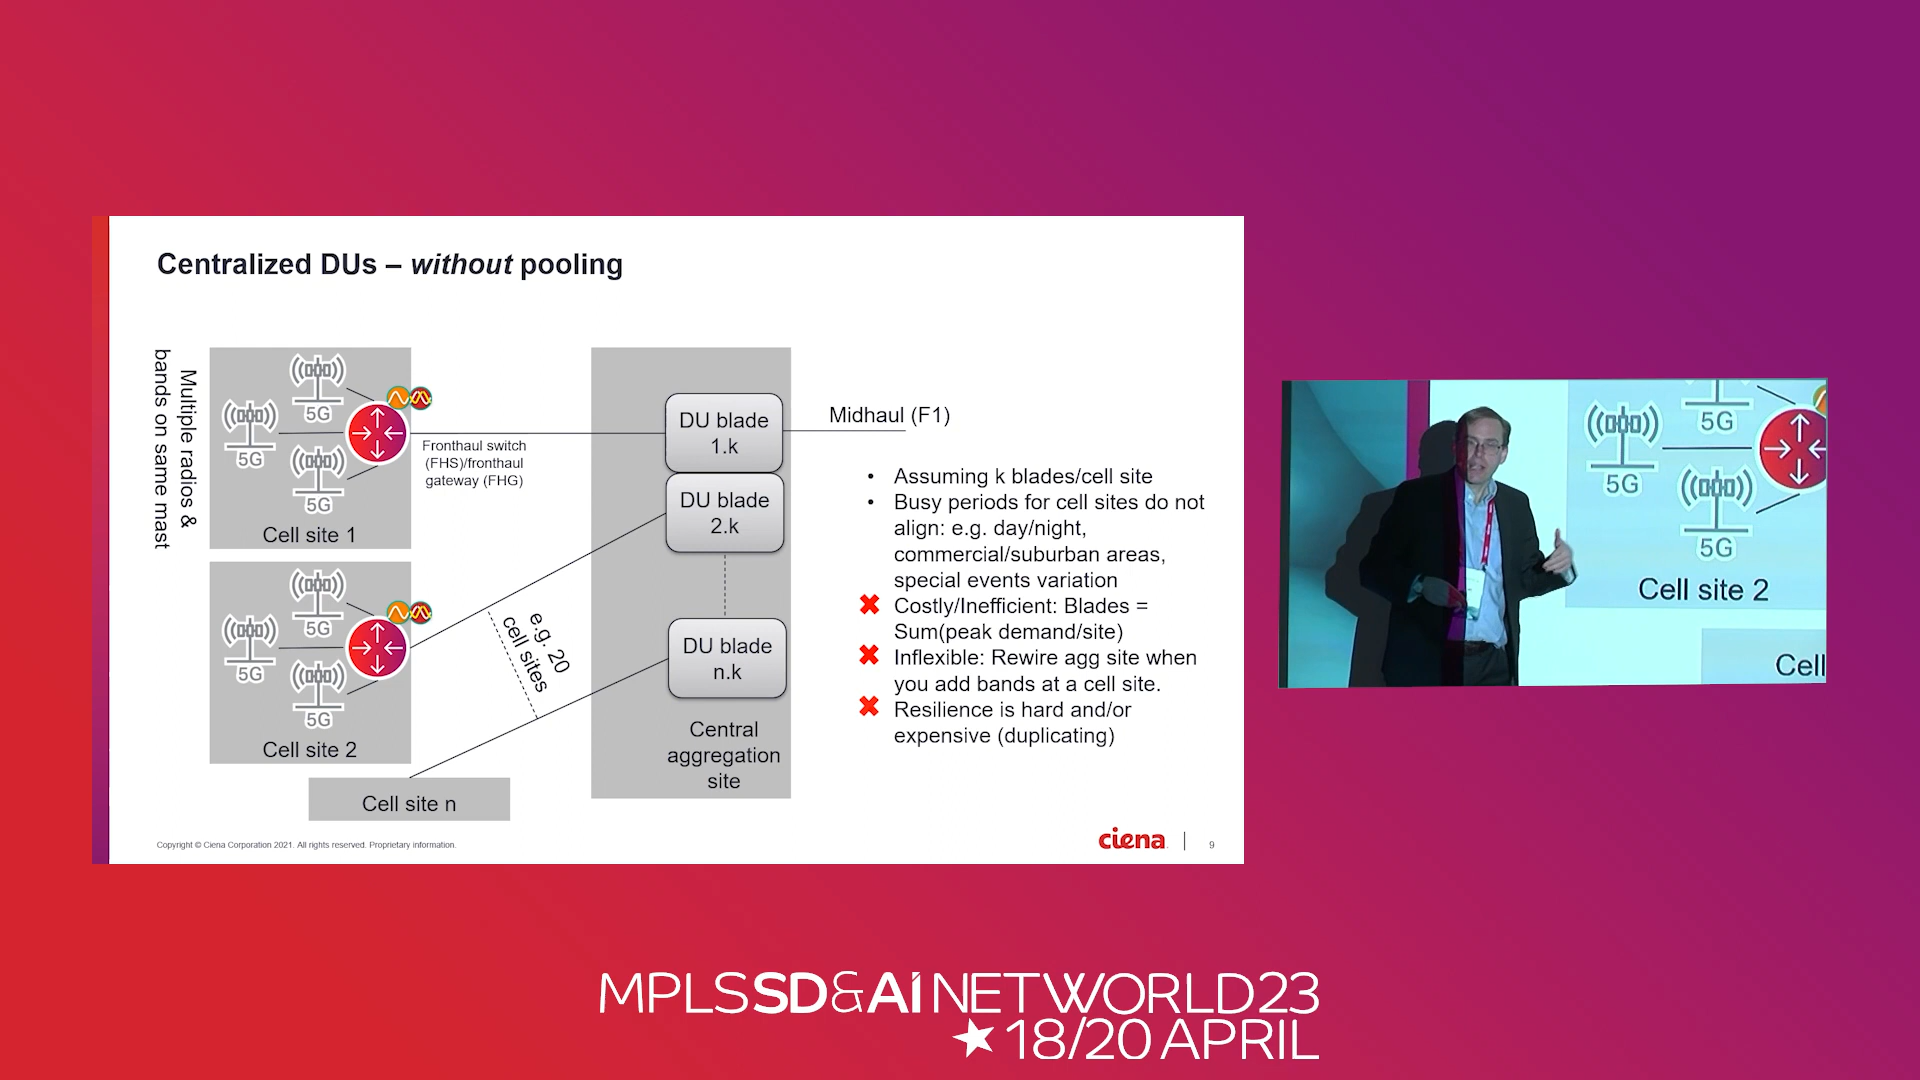 Centralized DUs – without pooling
Multiple radios &
bands on same mast
5G
5G
5G
Cell site 1
Fronthaul switch
(FHS)/fronthaul
gateway (FHG)
5G
5G
5G
Cell site 2
Cell site n
e.g. 20
cell sites
DU blade
1.k
DU blade
2.k
DU blade
n.k
Central
aggregation
site
Midhaul (F1)
• Assuming k blades/cell site
• Busy periods for cell sites do not
align: e.g. day/night,
commercial/suburban areas,
special events variation
Costly/Inefficient: Blades =
Sum(peak demand/site)
Inflexible: Rewire agg site when
you add bands at a cell site.
Resilience is hard and/or
expensive (duplicating)
Copyright © Ciena Corporation 2021. All rights reserved. Proprietary information.
ciena
9
5G
5G
5G
Cell site 2
Cell
MPLS SD & AI NET WORLD 23
18/20 APRIL